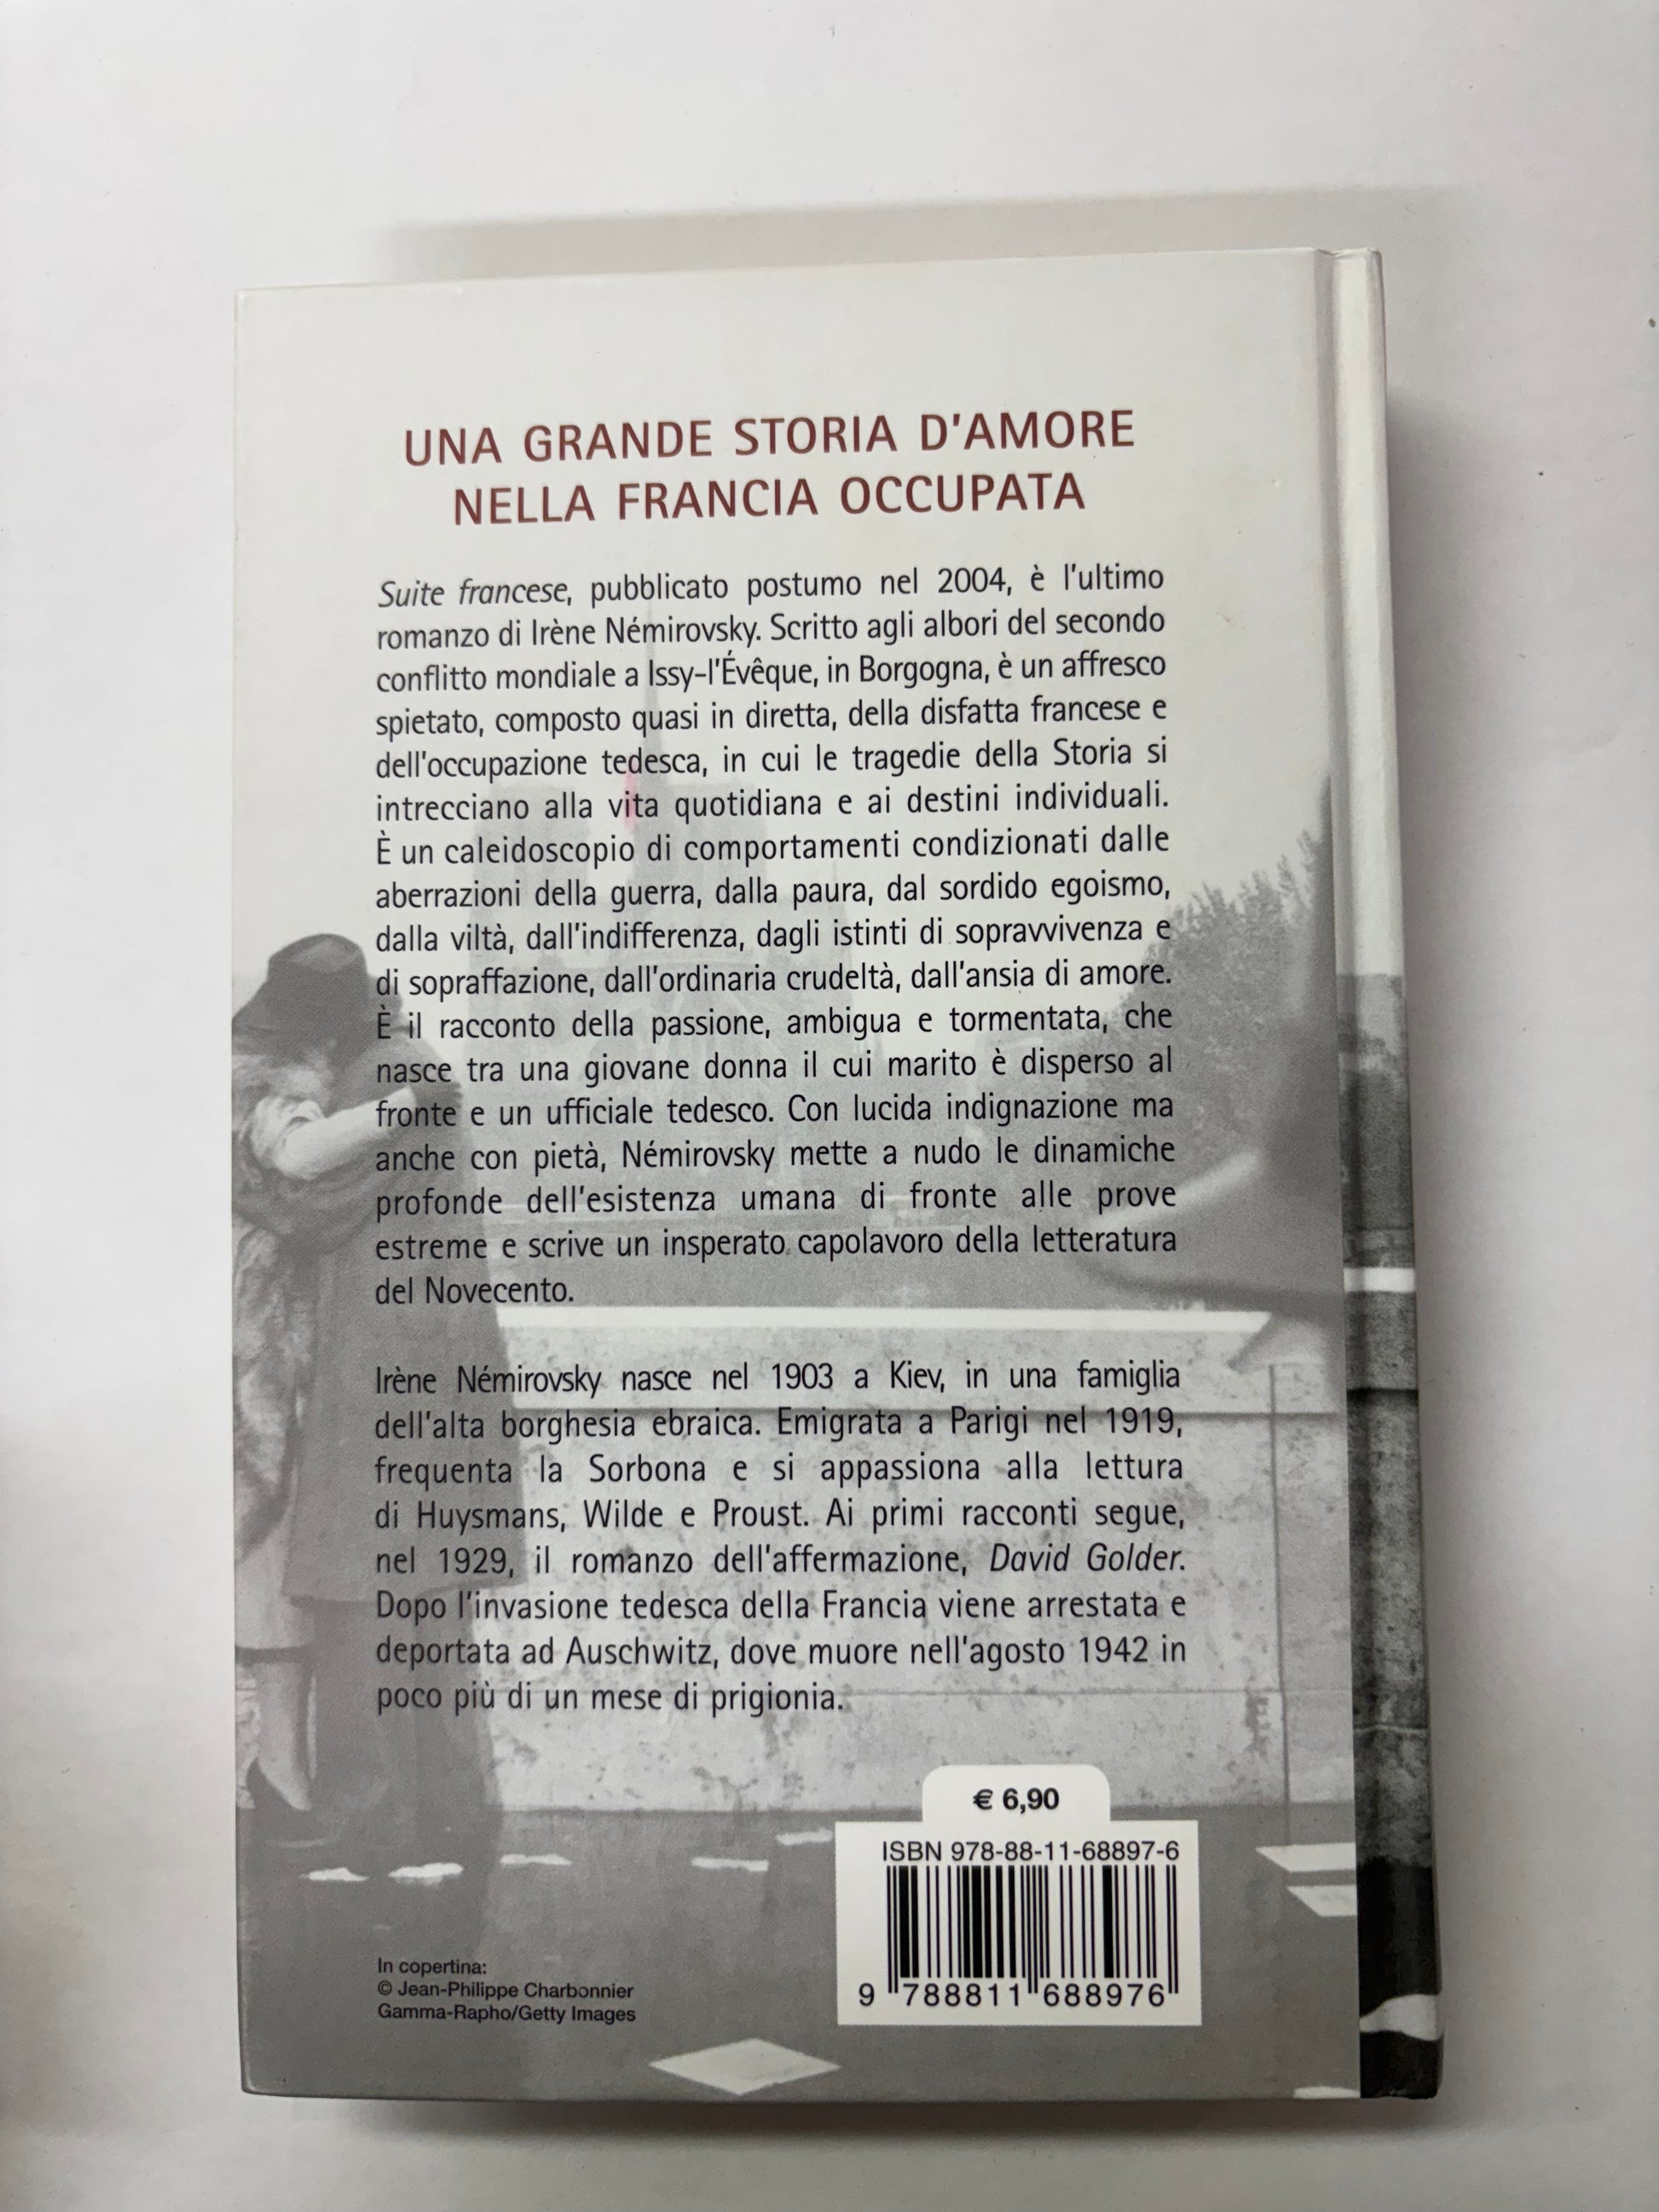 UNA GRANDE STORIA D'AMORE
NELLA FRANCIA OCCUPATA
Suite francese, pubblicato postumo nel 2004, è l'ultimo
romanzo di Irène Némirovsky. Scritto agli albori del secondo
conflitto mondiale a Issy-l'Évêque, in Borgogna, è un affresco
spietato, composto quasi in diretta, della disfatta francese e
dell'occupazione tedesca, in cui le tragedie della Storia si
intrecciano alla vita quotidiana e ai destini individuali.
È un caleidoscopio di comportamenti condizionati dalle
aberrazioni della guerra, dalla paura, dal sordido egoismo,
dalla viltà, dall'indifferenza, dagli istinti di sopravvivenza e
di sopraffazione, dall'ordinaria crudeltà, dall'ansia di amore.
È il racconto della passione, ambigua e tormentata, che
nasce tra una giovane donna il cui marito è disperso al
fronte e un ufficiale tedesco. Con lucida indignazione ma
anche con pietà, Némirovsky mette a nudo le dinamiche
profonde dell'esistenza umana di fronte alle prove
estreme e scrive un insperato capolavoro della letteratura
del Novecento.
Irène Némirovsky nasce nel 1903 a Kiev, in una famiglia
dell'alta borghesia ebraica. Emigrata a Parigi nel 1919,
frequenta la Sorbona e si appassiona alla lettura
di Huysmans, Wilde e Proust. Ai primi racconti segue,
nel 1929, il romanzo dell'affermazione, David Golder.
Dopo l'invasione tedesca della Francia viene arrestata e
deportata ad Auschwitz, dove muore nell'agosto 1942 in
poco più di un mese di prigionia.
€ 6,90
ISBN 978-88-11-68897-6
9 788811 688976
In copertina:
© Jean-Philippe Charbonnier
Gamma-Rapho/Getty Images